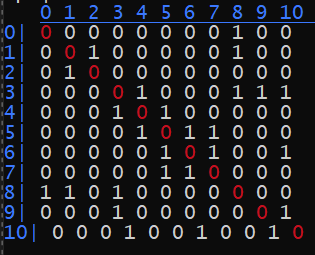 0 1 2 3 4 5 6 7 8 9 10
0| 0 0 0 0 0 0 0 0 1 0 0
1| 0 0 1 0 0 0 0 0 1 0 0
2| 0 1 0 0 0 0 0 0 0 0 0
3| 0 0 0 0 1 0 0 0 1 1 1
4| 0 0 0 1 0 1 0 0 0 0 0
5| 0 0 0 0 1 0 1 1 0 0 0
6| 0 0 0 0 0 1 0 1 0 0 1
7| 0 0 0 0 0 1 1 0 0 0 0
8| 1 1 0 1 0 0 0 0 0 0 0
9| 0 0 0 1 0 0 0 0 0 0 1
10| 0 0 0 1 0 0 1 0 0 1 0